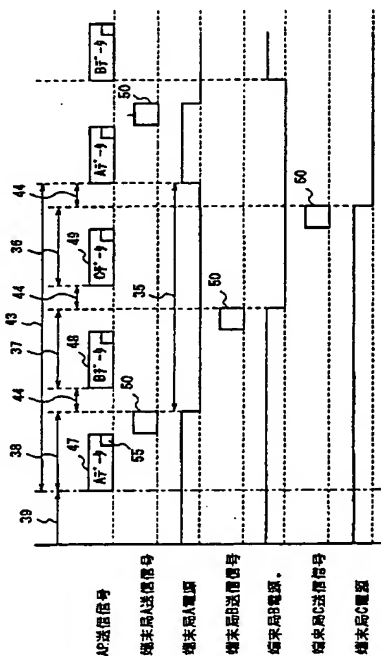 39
38
37
43
36
44
44
44
47
48
49
Aデータ
Bデータ
Cデータ
Aデータ
Bデータ
55
AP送信信号
50
50
端末局A送信信号
35
端末局A電源
50
端末局B送信信号
端末局B電源.
50
端末局C送信信号
端末局C電源